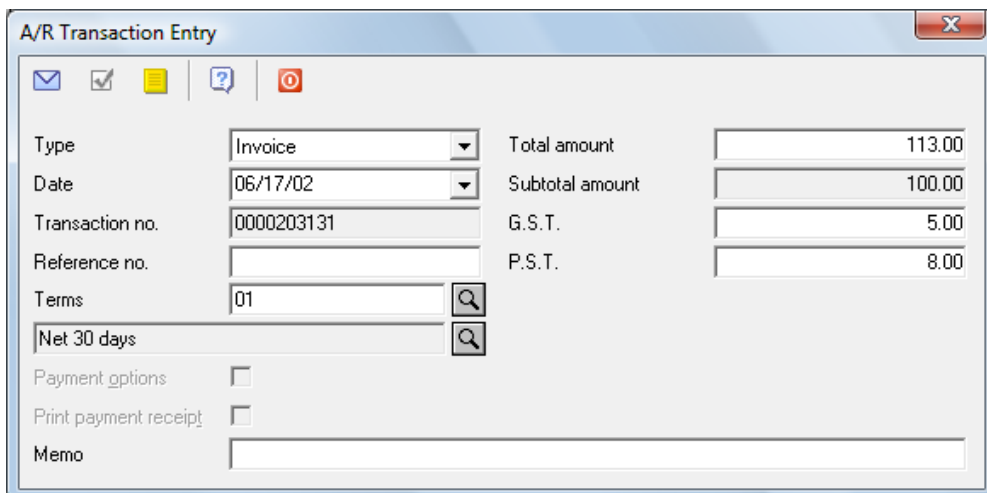 A/R Transaction Entry
Type Invoice Total amount 113.00
Date 06/17/02 Subtotal amount 100.00
Transaction no. 0000203131 G.S.T. 5.00
Reference no. P.S.T. 8.00
Terms 01
Net 30 days
Payment options
Print payment receipt
Memo